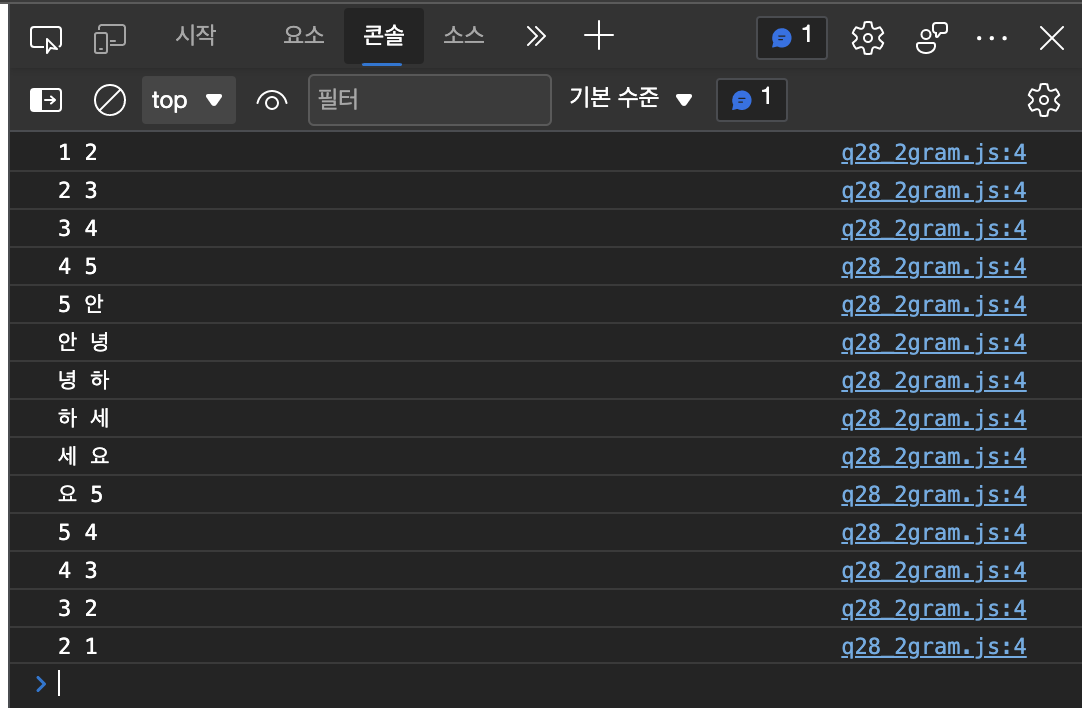 시작 요소 콘솔 소스 1
top 필터 기본 수준 1
1 2 q28_2gram.js:4
2 3 q28_2gram.js:4
3 4 q28_2gram.js:4
4 5 q28_2gram.js:4
5 안 q28_2gram.js:4
안 녕 q28_2gram.js:4
녕 하 q28_2gram.js:4
하 세 q28_2gram.js:4
세 요 q28_2gram.js:4
요 5 q28_2gram.js:4
5 4 q28_2gram.js:4
4 3 q28_2gram.js:4
3 2 q28_2gram.js:4
2 1 q28_2gram.js:4